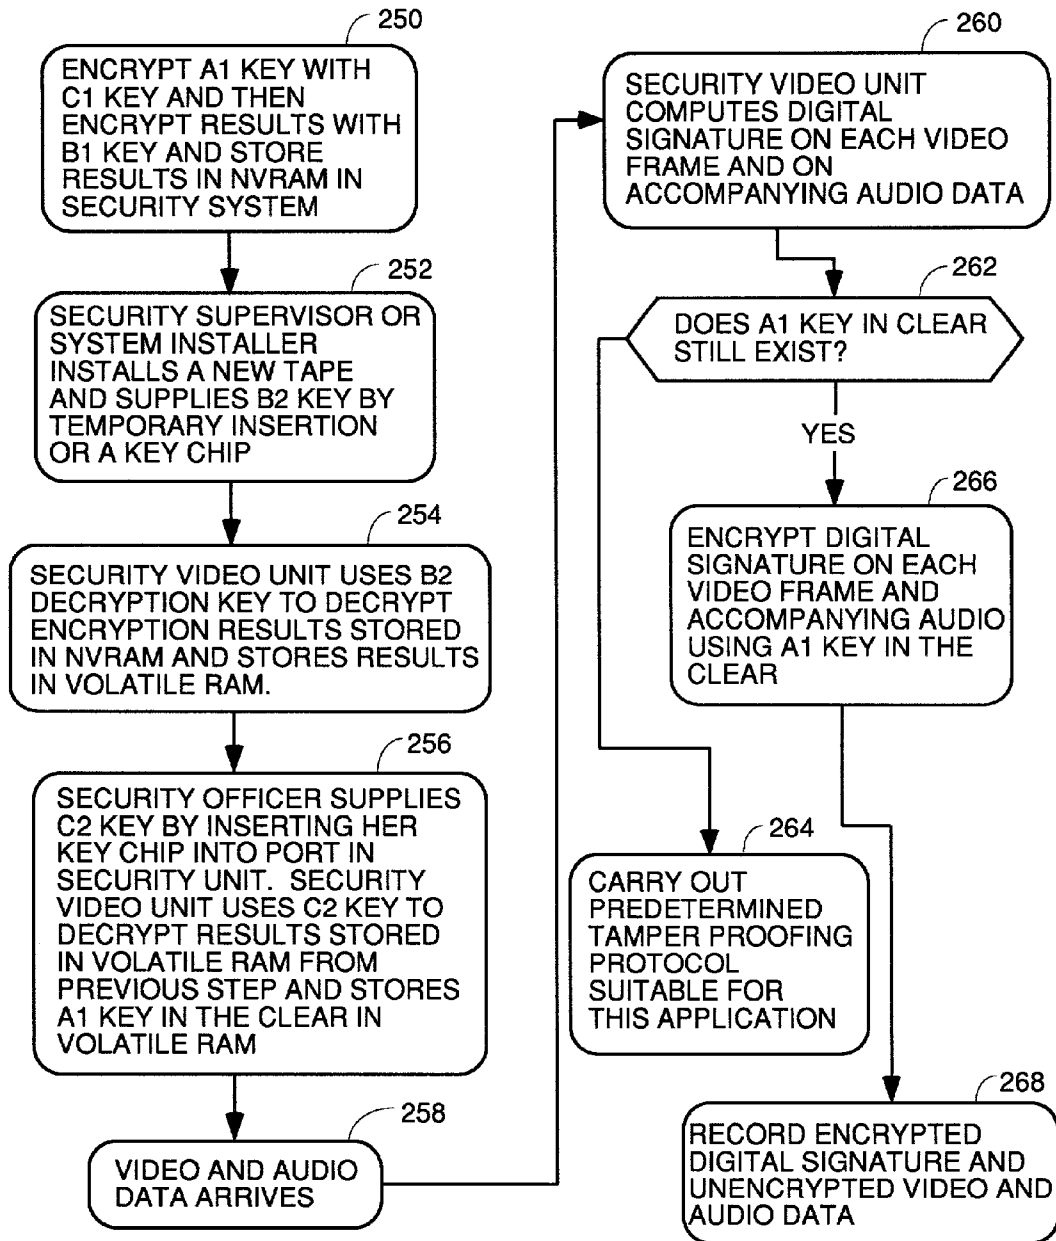 250
ENCRYPT A1 KEY WITH
C1 KEY AND THEN
ENCRYPT RESULTS WITH
B1 KEY AND STORE
RESULTS IN NVRAM IN
SECURITY SYSTEM
252
SECURITY SUPERVISOR OR
SYSTEM INSTALLER
INSTALLS A NEW TAPE
AND SUPPLIES B2 KEY BY
TEMPORARY INSERTION
OR A KEY CHIP
254
SECURITY VIDEO UNIT USES B2
DECRYPTION KEY TO DECRYPT
ENCRYPTION RESULTS STORED
IN NVRAM AND STORES RESULTS
IN VOLATILE RAM.
256
SECURITY OFFICER SUPPLIES
C2 KEY BY INSERTING HER
KEY CHIP INTO PORT IN
SECURITY UNIT. SECURITY
VIDEO UNIT USES C2 KEY TO
DECRYPT RESULTS STORED
IN VOLATILE RAM FROM
PREVIOUS STEP AND STORES
A1 KEY IN THE CLEAR IN
VOLATILE RAM
258
VIDEO AND AUDIO
DATA ARRIVES
260
SECURITY VIDEO UNIT
COMPUTES DIGITAL
SIGNATURE ON EACH VIDEO
FRAME AND ON
ACCOMPANYING AUDIO DATA
262
DOES A1 KEY IN CLEAR
STILL EXIST?
YES
266
ENCRYPT DIGITAL
SIGNATURE ON EACH
VIDEO FRAME AND
ACCOMPANYING AUDIO
USING A1 KEY IN THE
CLEAR
264
CARRY OUT
PREDETERMINED
TAMPER PROOFING
PROTOCOL
SUITABLE FOR
THIS APPLICATION
268
RECORD ENCRYPTED
DIGITAL SIGNATURE AND
UNENCRYPTED VIDEO AND
AUDIO DATA